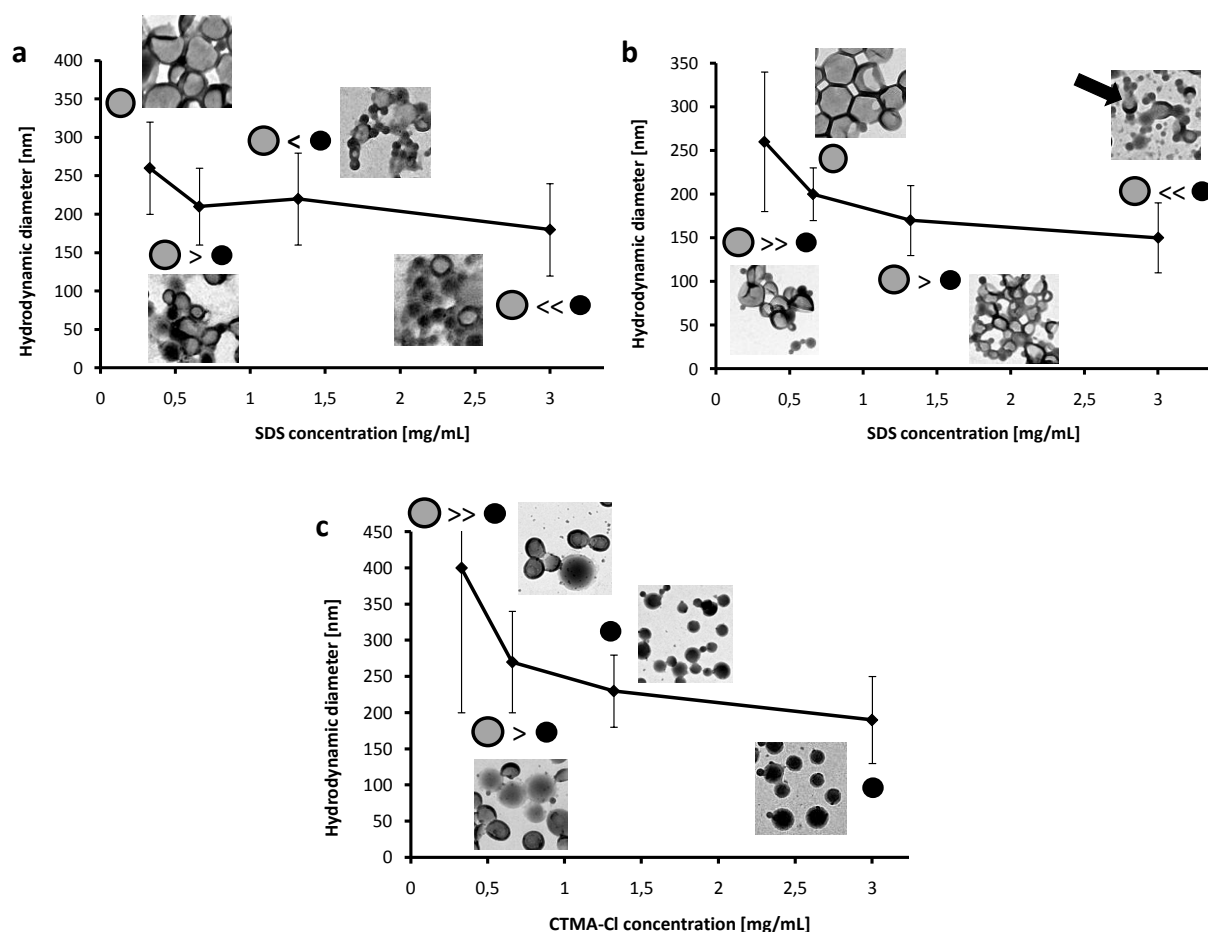 a
400
350
300
250
200
150
100
50
0
Hydrodynamic diameter [nm]
<
>
<<
0 0,5 1 1,5 2 2,5 3
SDS concentration [mg/mL]
b
350
300
250
200
150
100
50
0
Hydrodynamic diameter [nm]
<<
>>
>
0 0,5 1 1,5 2 2,5 3
SDS concentration [mg/mL]
c
>>
450
400
350
300
250
200
150
100
50
0
Hydrodynamic diameter [nm]
>
0 0,5 1 1,5 2 2,5 3
CTMA-Cl concentration [mg/mL]